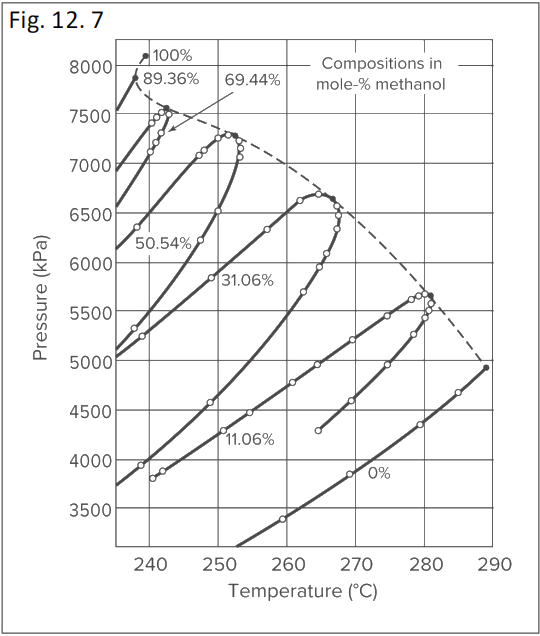 Fig. 12. 7
8000
7500
7000
6500
6000
5500
5000
4500
4000
3500
Pressure (kPa)
100%
89.36%
69.44%
Compositions in
mole-% methanol
50.54%
31.06%
11.06%
0%
240 250 260 270 280 290
Temperature (°C)